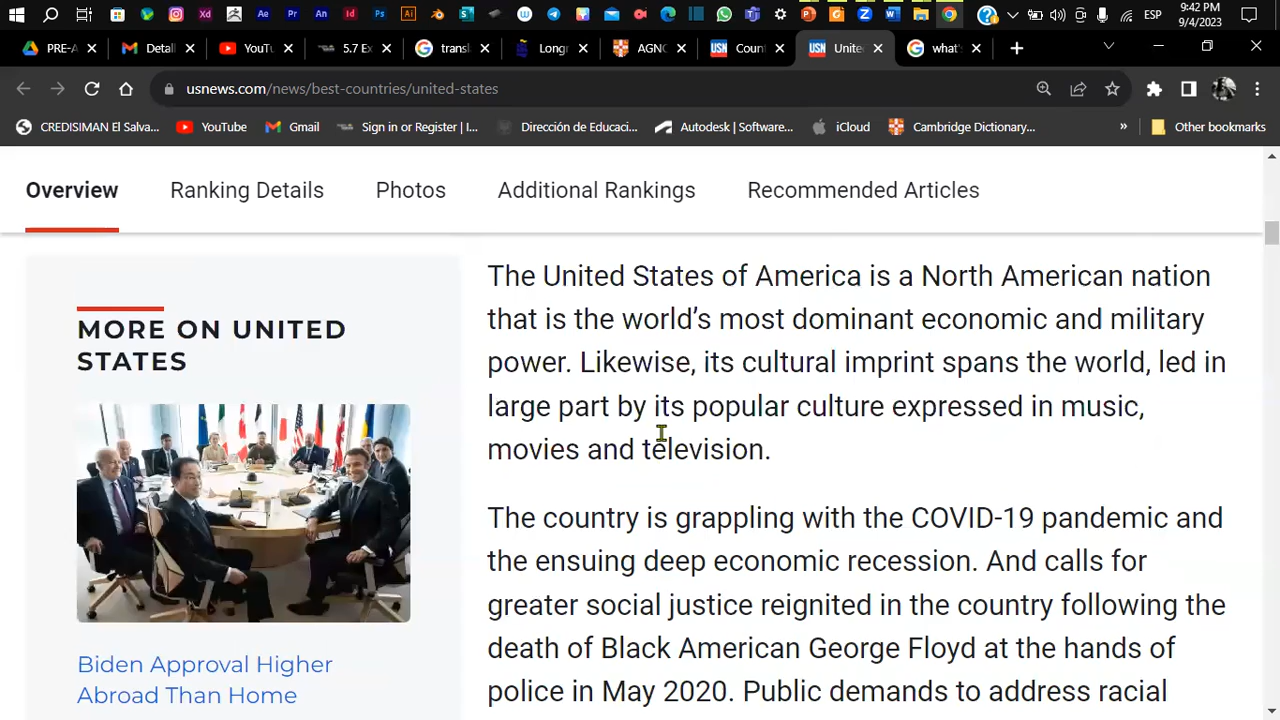 9:42 PM
ESP
9/4/2023
PRE-A
Detail
YouTu
5.7 Ex
transl
Longr
AGNO
Count
Unite
what'
usnews.com/news/best-countries/united-states
CREDISIMAN El Salva...
YouTube
Gmail
Sign in or Register | I...
Dirección de Educaci...
Autodesk | Software...
iCloud
Cambridge Dictionary...
»
Other bookmarks
Overview
Ranking Details
Photos
Additional Rankings
Recommended Articles
MORE ON UNITED
STATES
Biden Approval Higher
Abroad Than Home
The United States of America is a North American nation
that is the world’s most dominant economic and military
power. Likewise, its cultural imprint spans the world, led in
large part by its popular culture expressed in music,
movies and television.
The country is grappling with the COVID-19 pandemic and
the ensuing deep economic recession. And calls for
greater social justice reignited in the country following the
death of Black American George Floyd at the hands of
police in May 2020. Public demands to address racial